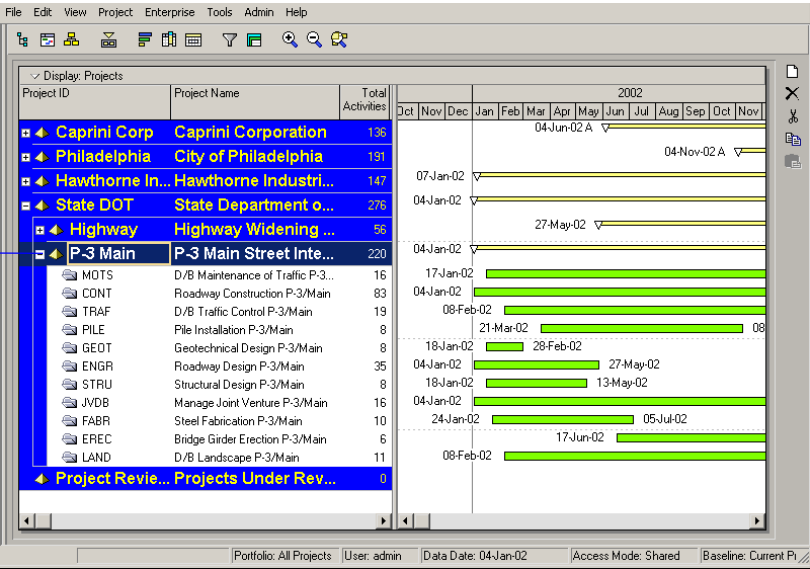 File Edit View Project Enterprise Tools Admin Help
Display: Projects
Project ID Project Name Total Activities 2002
Oct Nov Dec Jan Feb Mar Apr May Jun Jul Aug Sep Oct Nov
Caprini Corp Caprini Corporation 136 04-Jun-02 A
Philadelphia City of Philadelphia 191 04-Nov-02 A
Hawthorne In... Hawthorne Industri... 147 07-Jan-02
State DOT State Department o... 276 04-Jan-02
Highway Highway Widening ... 56 27-May-02
P-3 Main P-3 Main Street Inte... 220 04-Jan-02
MOTS D/B Maintenance of Traffic P-3... 16 17-Jan-02
CONT Roadway Construction P-3/Main 83 04-Jan-02
TRAF D/B Traffic Control P-3/Main 19 08-Feb-02
PILE Pile Installation P-3/Main 8 21-Mar-02 08
GEOT Geotechnical Design P-3/Main 8 18-Jan-02 28-Feb-02
ENGR Roadway Design P-3/Main 35 04-Jan-02 27-May-02
STRU Structural Design P-3/Main 8 18-Jan-02 13-May-02
JVDB Manage Joint Venture P-3/Main 16 04-Jan-02
FABR Steel Fabrication P-3/Main 10 24-Jan-02 05-Jul-02
EREC Bridge Girder Erection P-3/Main 6 17-Jun-02
LAND D/B Landscape P-3/Main 11 08-Feb-02
Project Revie... Projects Under Rev... 0
Portfolio: All Projects User: admin Data Date: 04-Jan-02 Access Mode: Shared Baseline: Current